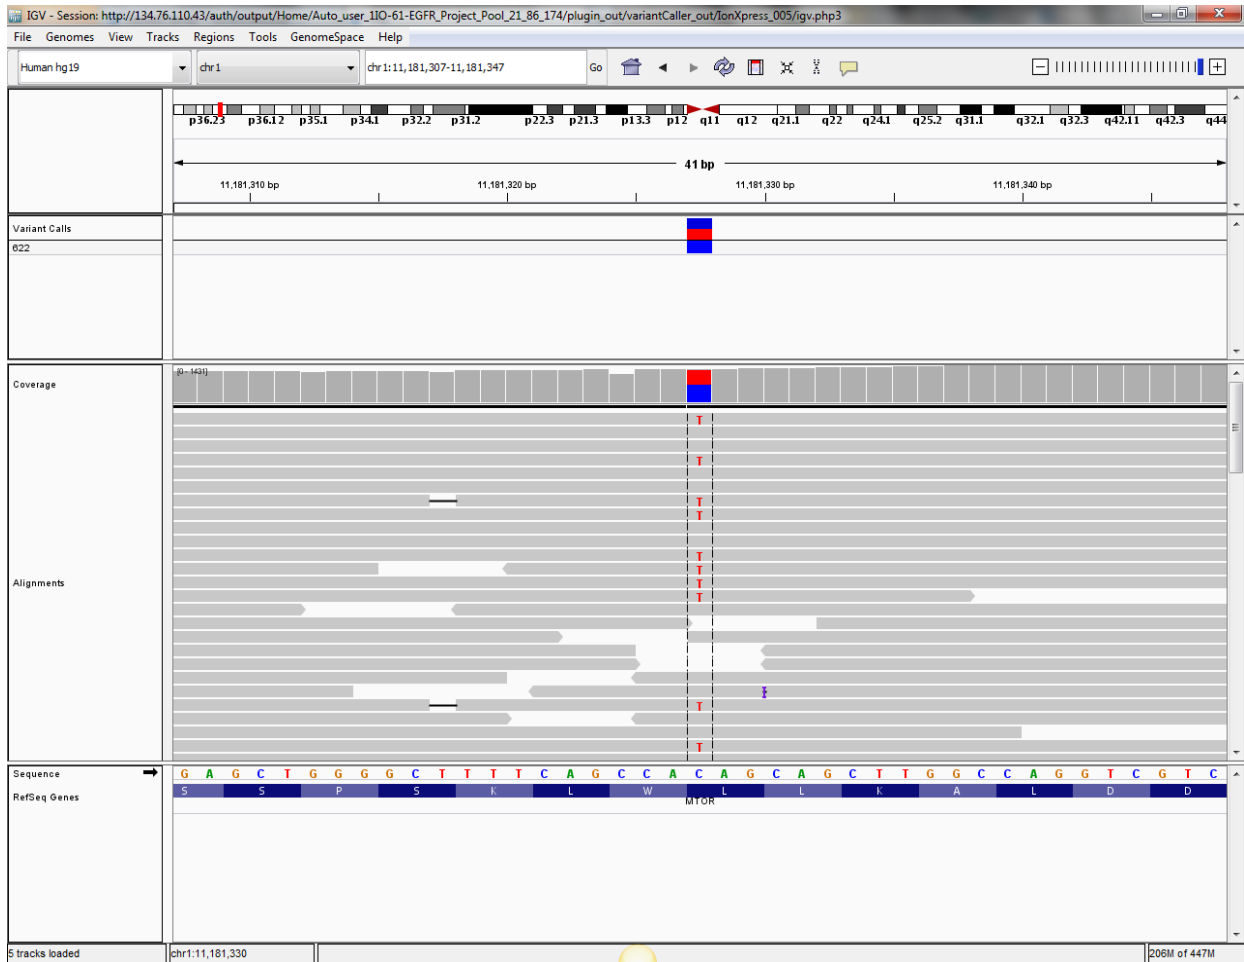 IGV - Session: http://134.76.110.43/auth/output/Home/Auto_user_1IO-61-EGFR_Project_Pool_21_86_174/plugin_out/variantCaller_out/IonXpress_005/igv.php3
File Genomes View Tracks Regions Tools GenomeSpace Help
Human hg19 chr1 chr1:11,181,307-11,181,347 Go
p36.23 p36.12 p35.1 p34.1 p32.2 p31.2 p22.3 p21.3 p13.3 p12 q11 q12 q21.1 q22 q24.1 q25.2 q31.1 q32.1 q32.3 q42.11 q42.3 q44
41 bp
11,181,310 bp 11,181,320 bp 11,181,330 bp 11,181,340 bp
Variant Calls
622
Coverage
[0 - 1431]
T
T
T
T
T
T
T
T
Alignments
T
T
Sequence
G A G C T G G G G C T T T T C A G C C A C A G C A G C T T G G C C A G G T C G T C
RefSeq Genes
S S P S K L W L L K A L D D
MTOR
5 tracks loaded chr1:11,181,330 206M of 447M